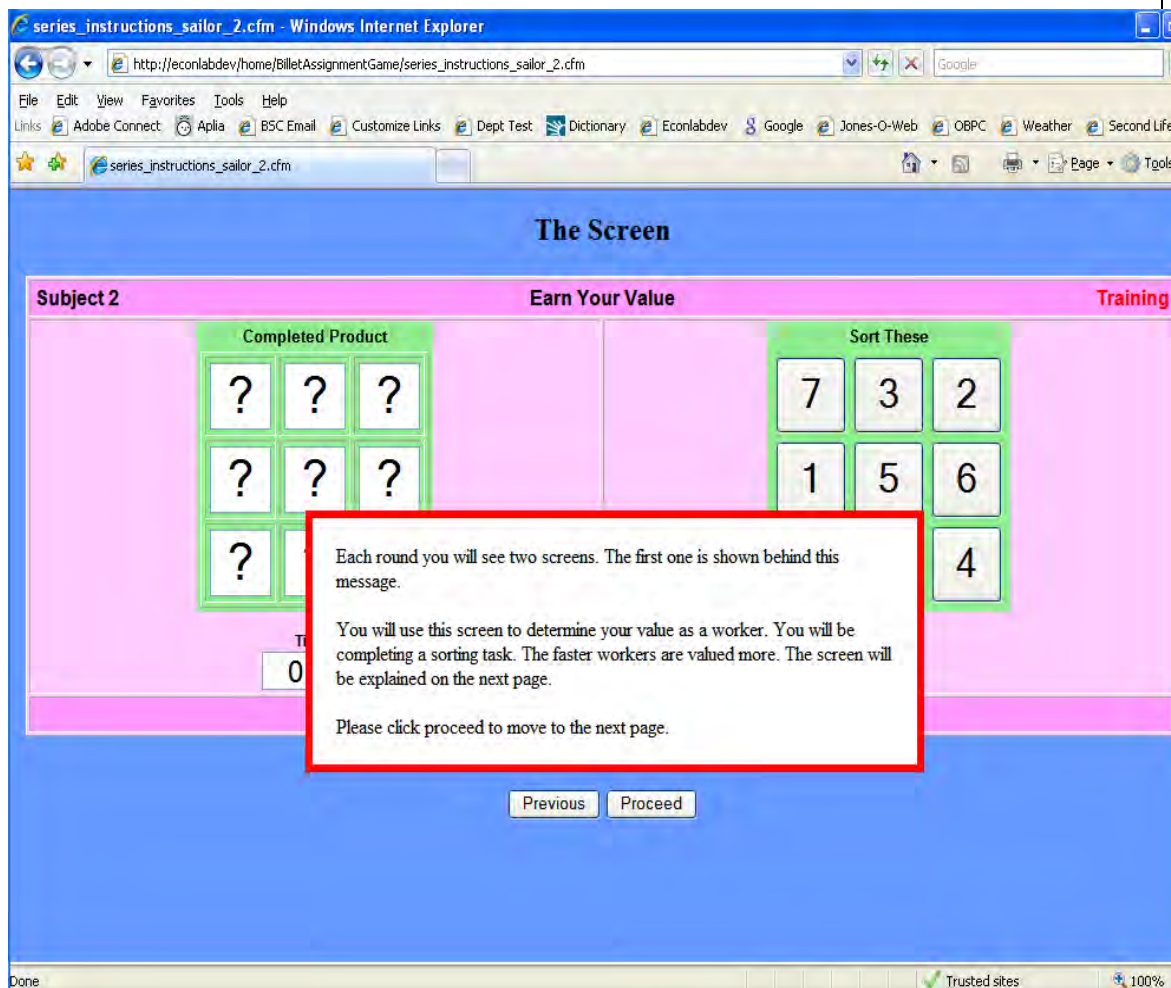 series_instructions_sailor_2.cfm - Windows Internet Explorer
http://econlabdev/home/BilletAssignmentGame/series_instructions_sailor_2.cfm
Google
File Edit View Favorites Tools Help
Links Adobe Connect Aplia BSC Email Customize Links Dept Test Dictionary Econlabdev Google Jones-O-Web OBPC Weather Second Life
series_instructions_sailor_2.cfm
Page Tools
The Screen
Subject 2 Earn Your Value Training
Completed Product Sort These
? ? ? 7 3 2
? ? ? 1 5 6
? 4
0
Each round you will see two screens. The first one is shown behind this
message.
You will use this screen to determine your value as a worker. You will be
completing a sorting task. The faster workers are valued more. The screen will
be explained on the next page.
Please click proceed to move to the next page.
Previous Proceed
Done Trusted sites 100%